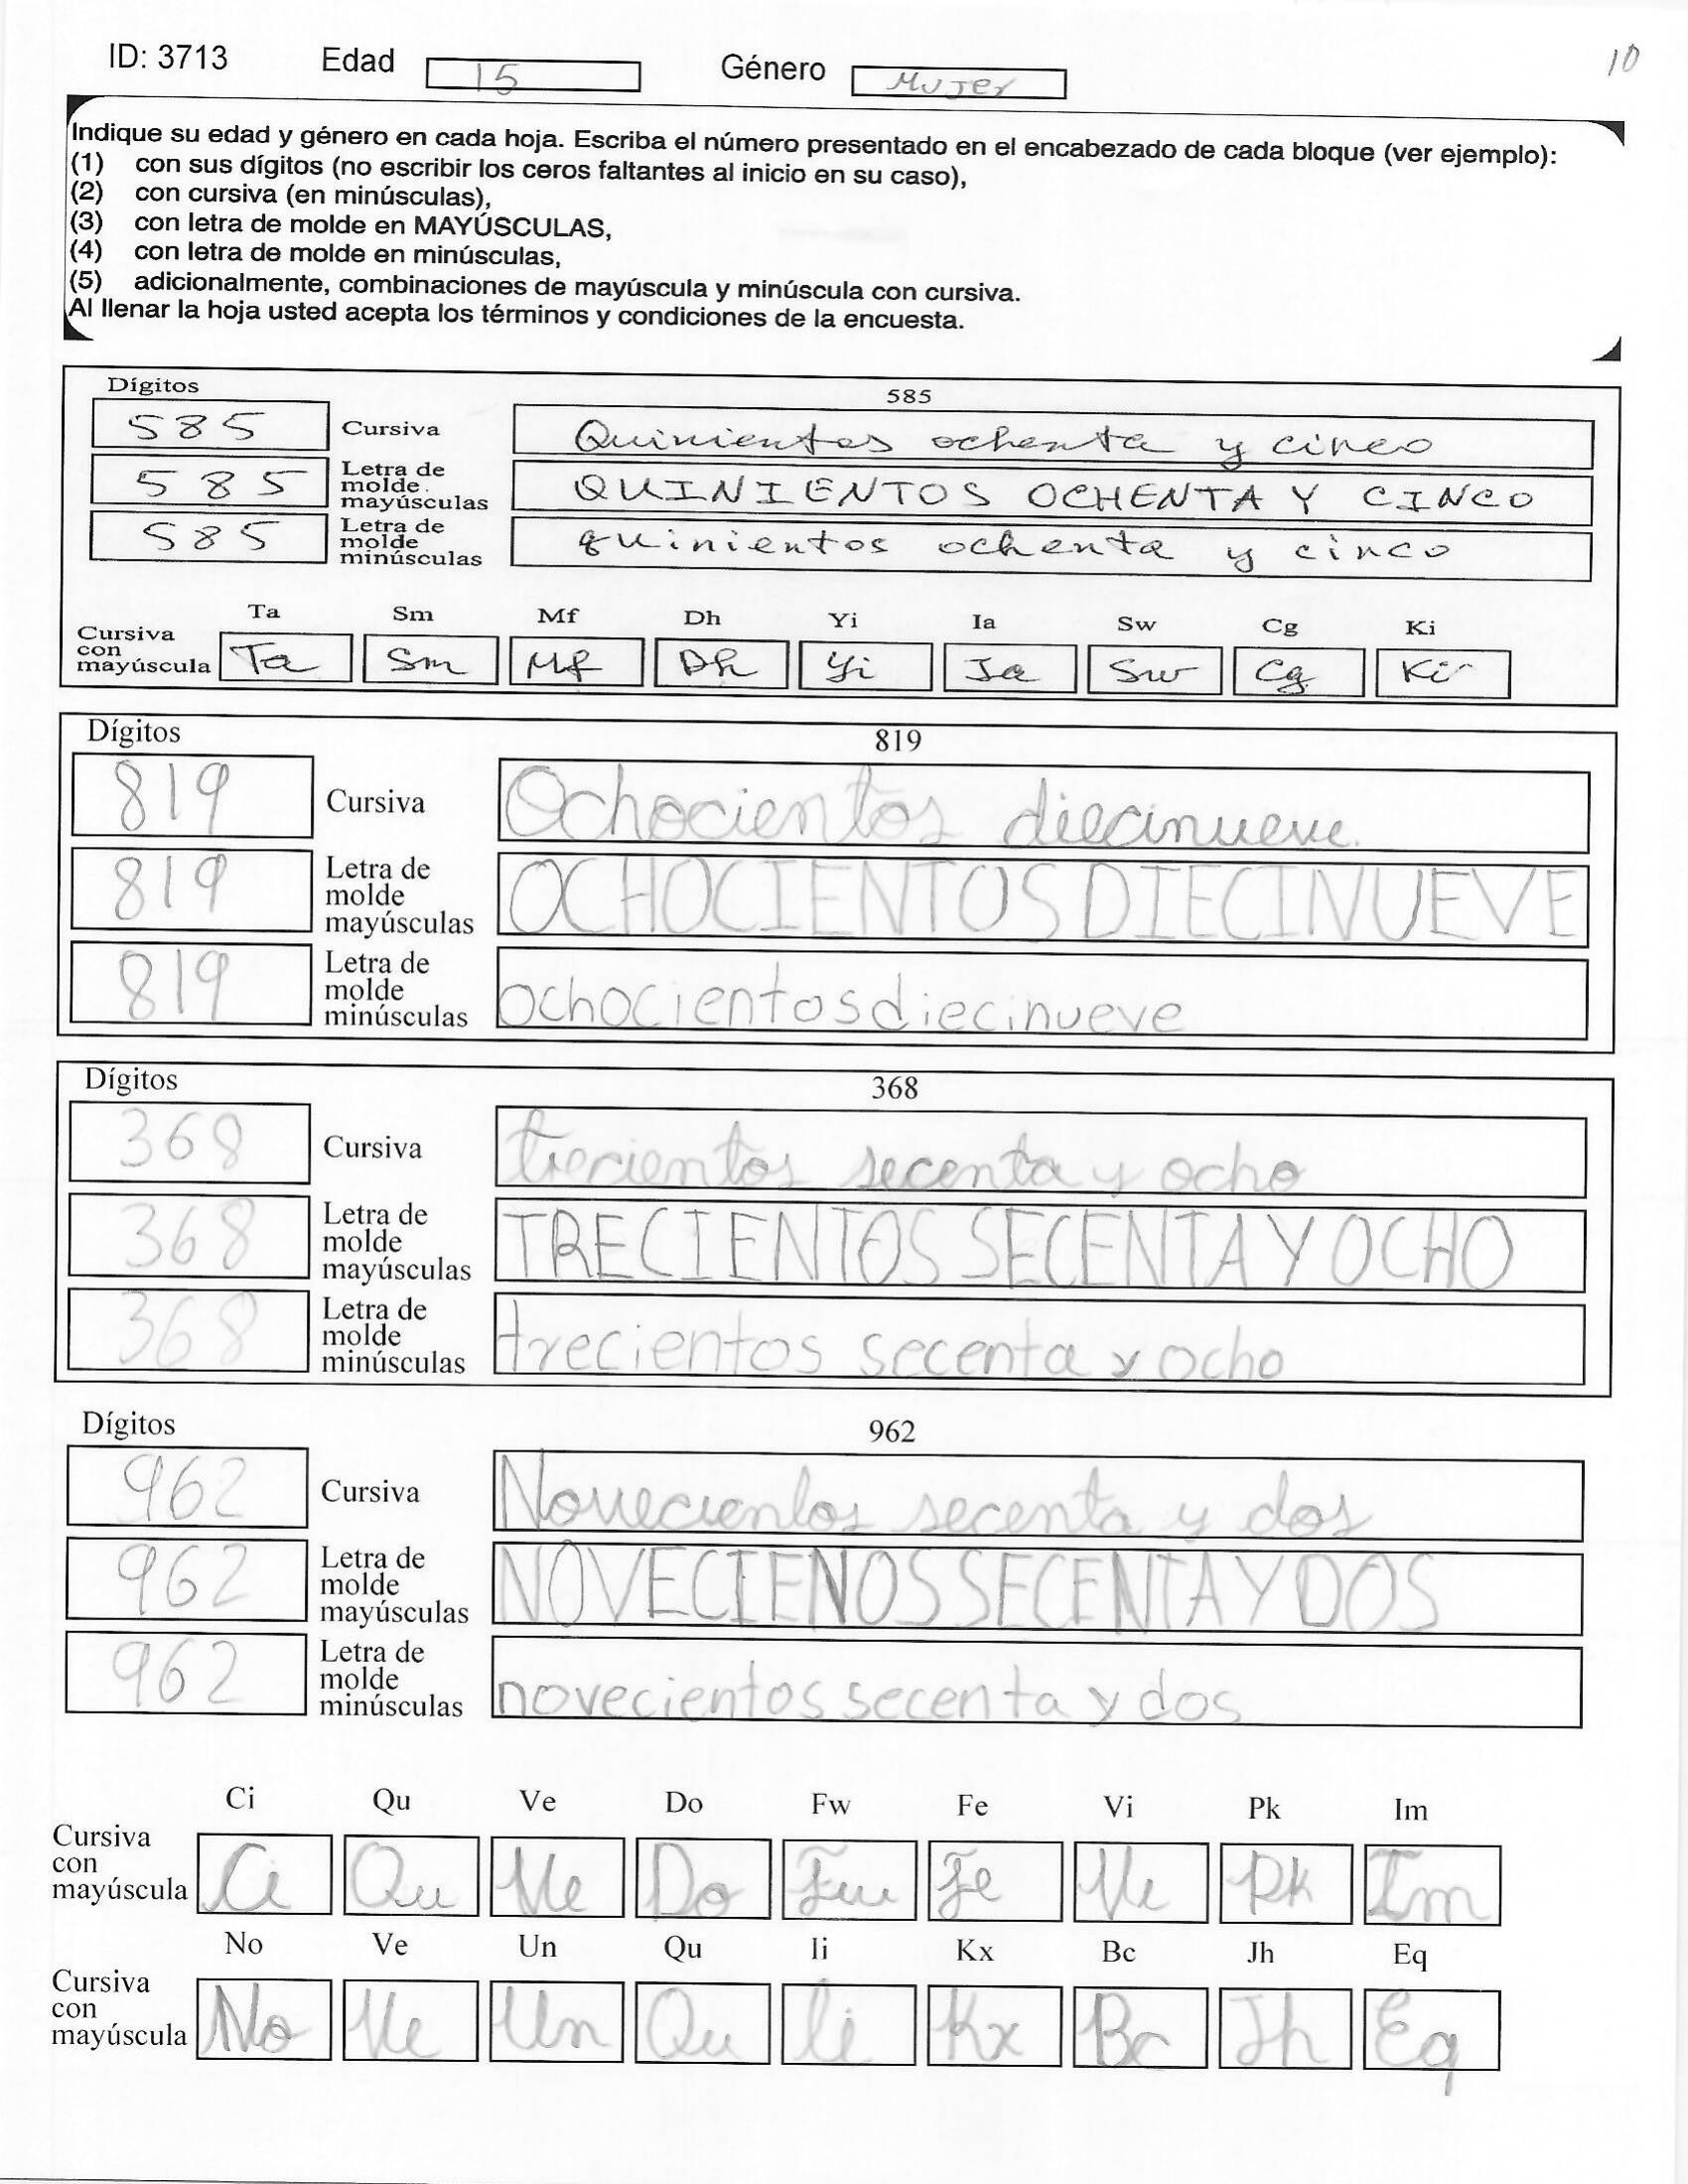 ID: 3713 Edad 15 Género Mujer 10
Indique su edad y género en cada hoja. Escriba el número presentado en el encabezado de cada bloque (ver ejemplo):
(1) con sus dígitos (no escribir los ceros faltantes al inicio en su caso),
(2) con cursiva (en minúsculas),
(3) con letra de molde en MAYÚSCULAS,
(4) con letra de molde en minúsculas,
(5) adicionalmente, combinaciones de mayúscula y minúscula con cursiva.
Al llenar la hoja usted acepta los términos y condiciones de la encuesta.
Dígitos 585
585 Cursiva Quinientos ochenta y cinco
585 Letra de molde mayúsculas QUINIENTOS OCHENTA Y CINCO
585 Letra de molde minúsculas quinientos ochenta y cinco
Ta Sm Mf Dh Yi Ia Sw Cg Ki
Cursiva con mayúscula Ta Sm Mf Dh Yi Ia Sw Cg Ki
Dígitos 819
819 Cursiva Ochocientos diecinueve.
819 Letra de molde mayúsculas OCHOCIENTOS DIECINUEVE
819 Letra de molde minúsculas ochocientosdiecinueve
Dígitos 368
368 Cursiva trecientos secenta y ocho
368 Letra de molde mayúsculas TRECIENTOS SECENTA Y OCHO
368 Letra de molde minúsculas trecientos secenta y ocho
Dígitos 962
962 Cursiva Novecientos secenta y dos
962 Letra de molde mayúsculas NOVECIENOS SECENTA Y DOS
962 Letra de molde minúsculas novecientos secenta y dos
Ci Qu Ve Do Fw Fe Vi Pk Im
Cursiva con mayúscula Ci Qu Ve Do Fw Fe Vi Pk Im
No Ve Un Qu Ii Kx Bc Jh Eq
Cursiva con mayúscula No Ve Un Qu li Kx Bc Jh Eq